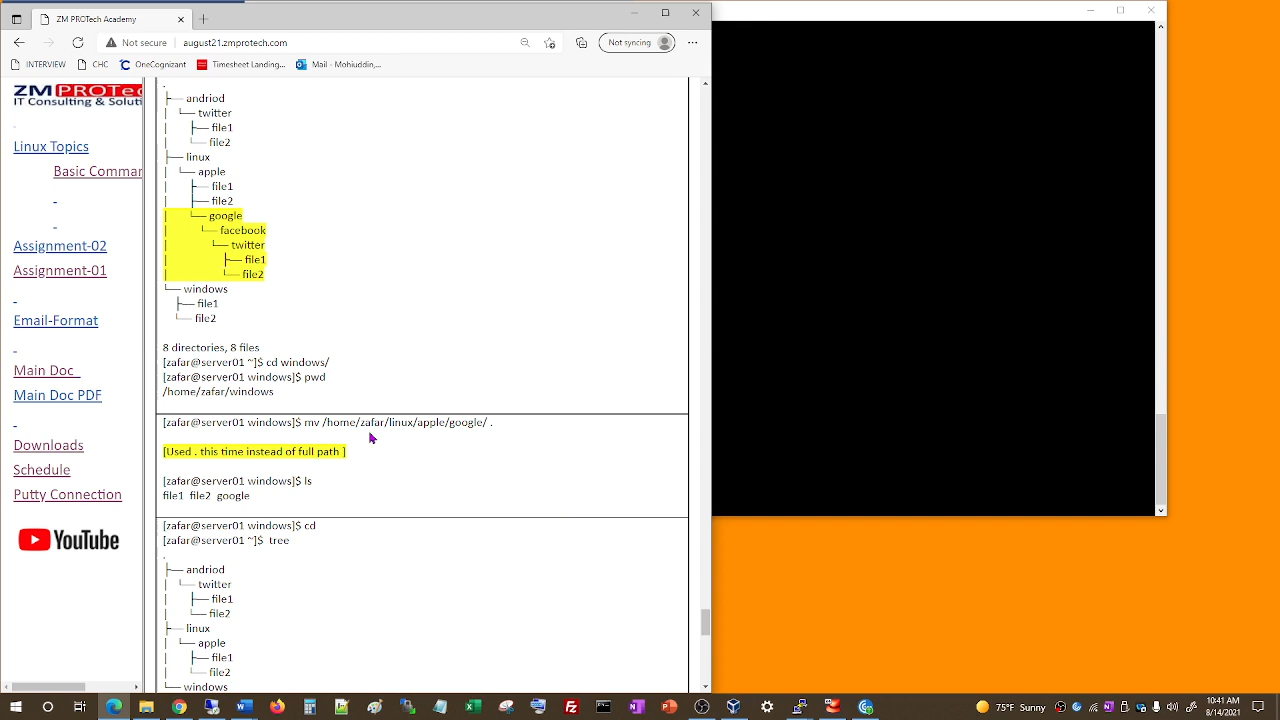 ZM PROTech Academy
Not secure
august21.zmprotech.com
Not syncing
INTERVIEW
CHC
OneCognizant
Timesheet Landing...
Mail - Mohiuddin,...
ZM PROTec
IT Consulting & Soluti
Linux Topics
Basic Comman
Assignment-02
Assignment-01
Email-Format
Main Doc
Main Doc PDF
Downloads
Schedule
Putty Connection
YouTube
.
├── andriod
│   └── twitter
│       ├── file1
│       └── file2
├── linux
│   └── apple
│       ├── file1
│       ├── file2
│       └── google
│           └── facebook
│               └── twitter
│                   ├── file1
│                   └── file2
└── windows
    ├── file1
    └── file2
8 directories, 8 files
[zafar@server01 ~]$ cd windows/
[zafar@server01 windows]$ pwd
/home/zafar/windows
[zafar@server01 windows]$ mv /home/zafar/linux/apple/google/ .
[Used . this time instead of full path ]
[zafar@server01 windows]$ ls
file1 file2 google
[zafar@server01 windows]$ cd
[zafar@server01 ~]$ tree
.
├── andriod
│   └── twitter
│       ├── file1
│       └── file2
├── linux
│   └── apple
│       ├── file1
│       └── file2
└── windows
75°F Sunny
10:41 AM
8/14/2021